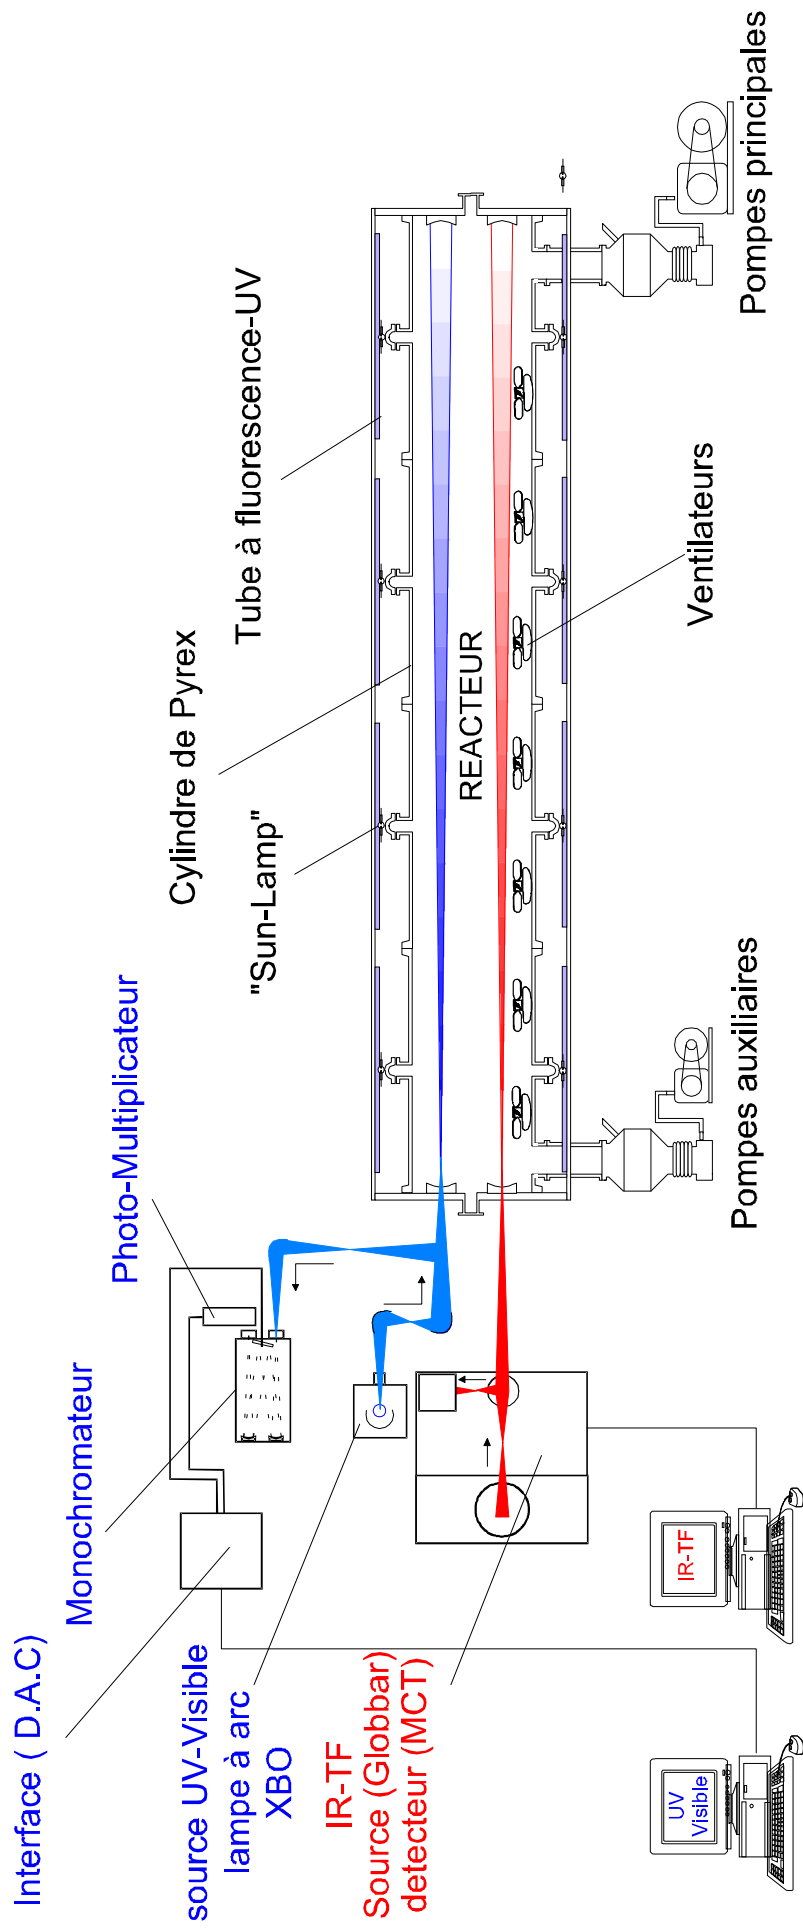 Interface ( D.A.C)
Monochromateur
Photo-Multiplicateur
source UV-Visible
lampe à arc
XBO
IR-TF
Source (Globbar)
detecteur (MCT)
"Sun-Lamp"
Cylindre de Pyrex
Tube à fluorescence-UV
REACTEUR
Ventilateurs
UV
Visible
IR-TF
Pompes auxiliaires
Pompes principales